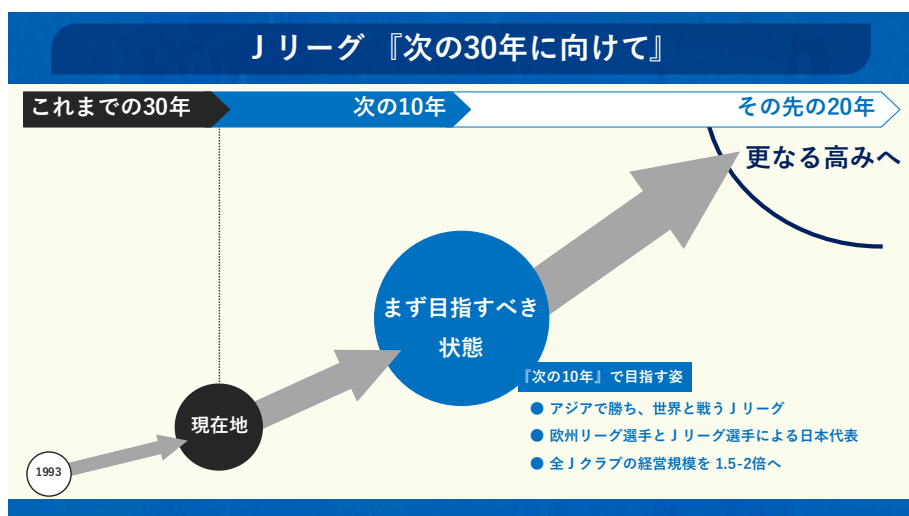 Ｊリーグ 『次の30年に向けて』
これまでの30年
次の10年
その先の20年
更なる高みへ
まず目指すべき
状態
『次の10年』で目指す姿
● アジアで勝ち、世界と戦うＪリーグ
● 欧州リーグ選手とＪリーグ選手による日本代表
● 全Ｊクラブの経営規模を 1.5-2倍へ
現在地
1993